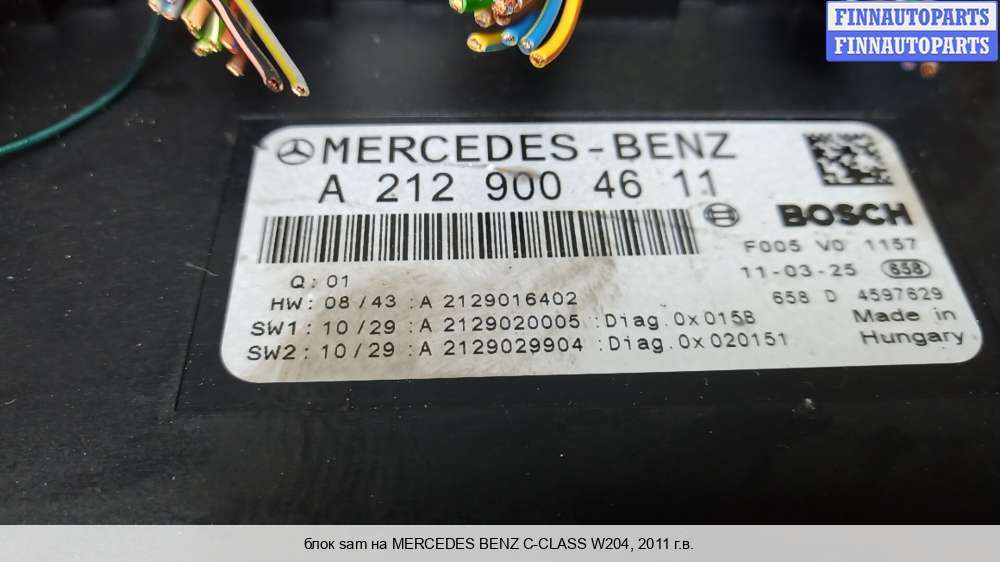 FINNAUTOPARTS
FINNAUTOPARTS
MERCEDES-BENZ
A 212 900 46 11
BOSCH
F005 V0 1157
Q: 01
11-03-25 658
HW: 08/43 :A 2129016402
658 D 4597629
SW1: 10/29 :A 2129020005 :Diag.0x015B
Made in
SW2: 10/29 :A 2129029904 :Diag.0x020151
Hungary
блок sam на MERCEDES BENZ C-CLASS W204, 2011 г.в.